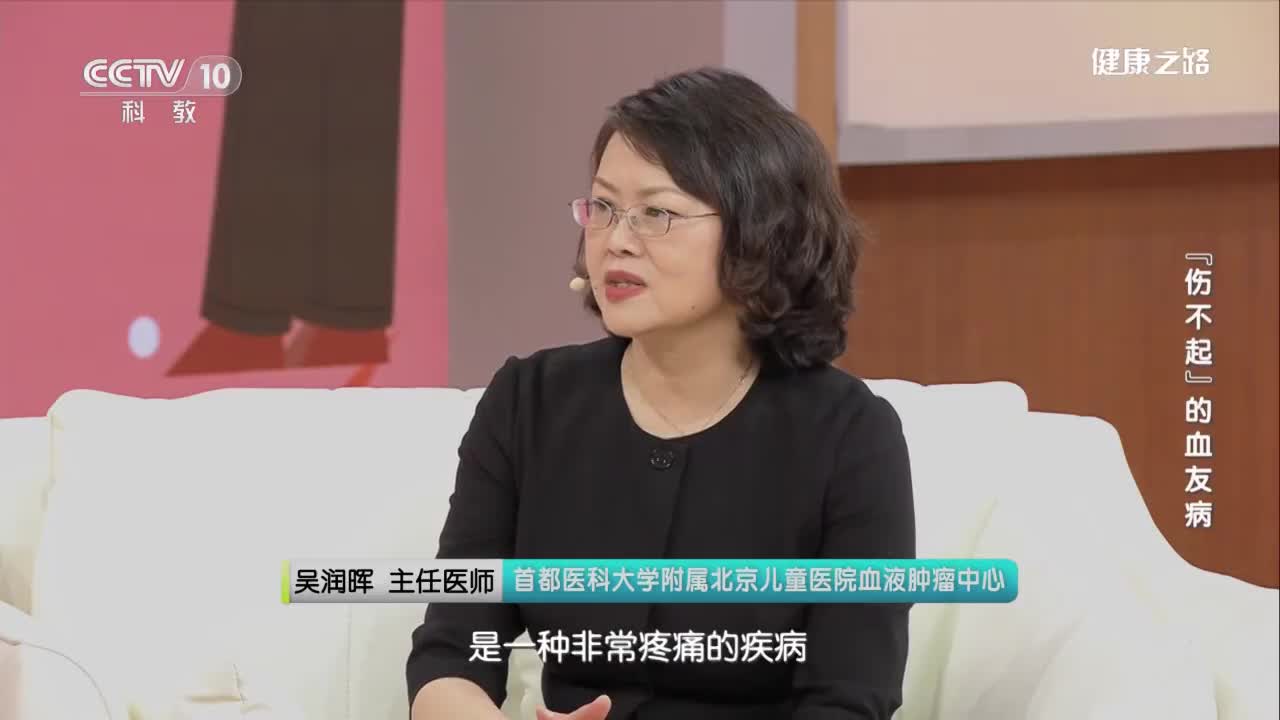 CCTV 10
科教
健康之路
『伤不起』的血友病
吴润晖 主任医师 首都医科大学附属北京儿童医院血液肿瘤中心
是一种非常疼痛的疾病